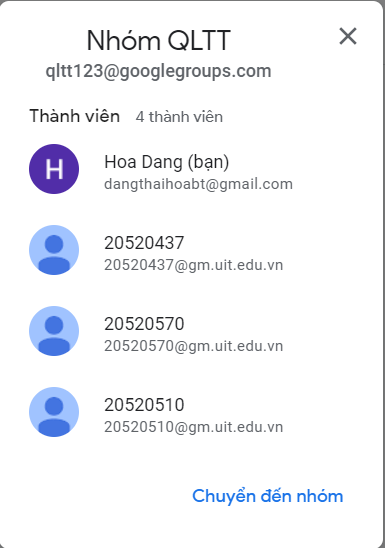 Nhóm QLTT
qltt123@googlegroups.com
Thành viên 4 thành viên
H
Hoa Dang (bạn)
dangthaihoabt@gmail.com
20520437
20520437@gm.uit.edu.vn
20520570
20520570@gm.uit.edu.vn
20520510
20520510@gm.uit.edu.vn
Chuyển đến nhóm